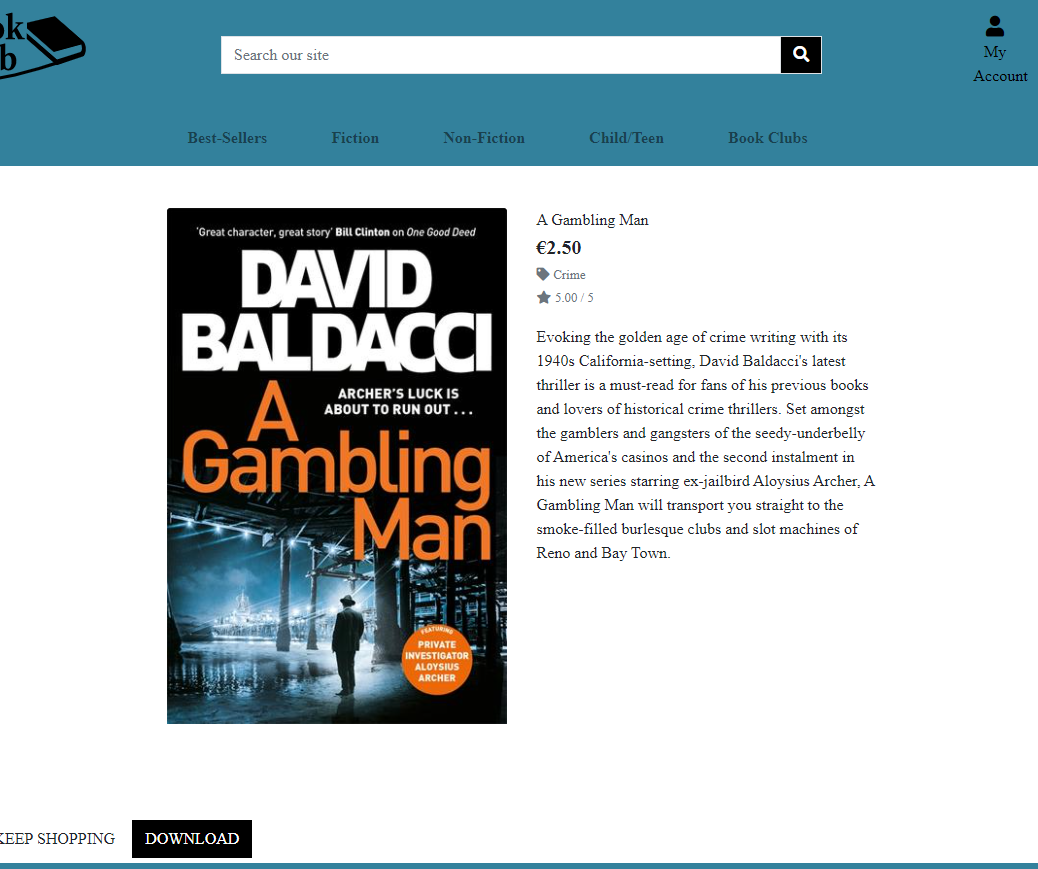 ok
b
Search our site
My
Account
Best-Sellers Fiction Non-Fiction Child/Teen Book Clubs
'Great character, great story' Bill Clinton on One Good Deed
DAVID
BALDACCI
ARCHER'S LUCK IS
ABOUT TO RUN OUT . . .
A
Gambling
Man
FEATURING
PRIVATE
INVESTIGATOR
ALOYSIUS
ARCHER
A Gambling Man
€2.50
Crime
5.00 / 5
Evoking the golden age of crime writing with its
1940s California-setting, David Baldacci's latest
thriller is a must-read for fans of his previous books
and lovers of historical crime thrillers. Set amongst
the gamblers and gangsters of the seedy-underbelly
of America's casinos and the second instalment in
his new series starring ex-jailbird Aloysius Archer, A
Gambling Man will transport you straight to the
smoke-filled burlesque clubs and slot machines of
Reno and Bay Town.
KEEP SHOPPING DOWNLOAD